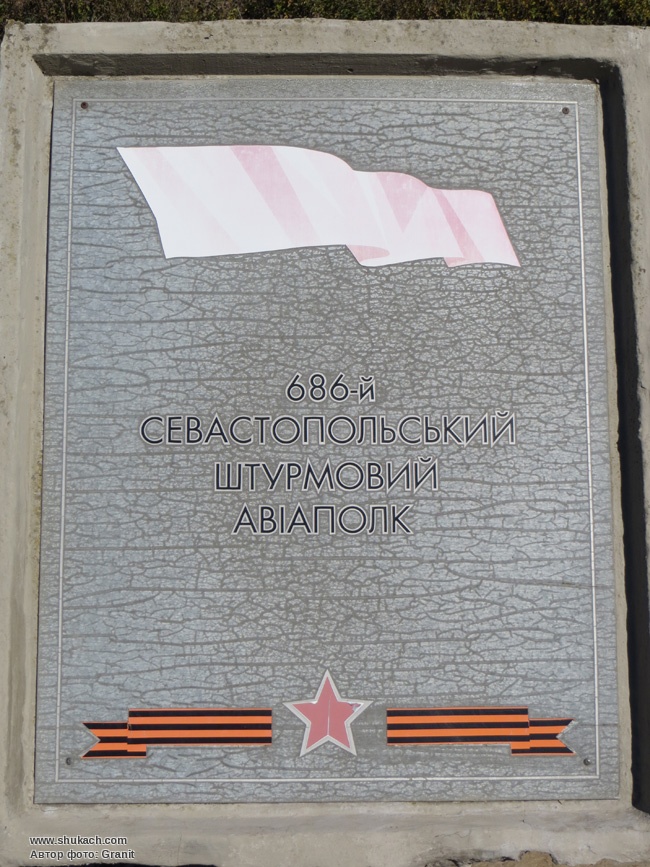 686-й
СЕВАСТОПОЛЬСЬКИЙ
ШТУРМОВИЙ
АВІАПОЛК
www.shukach.com
Автор фото: Granit